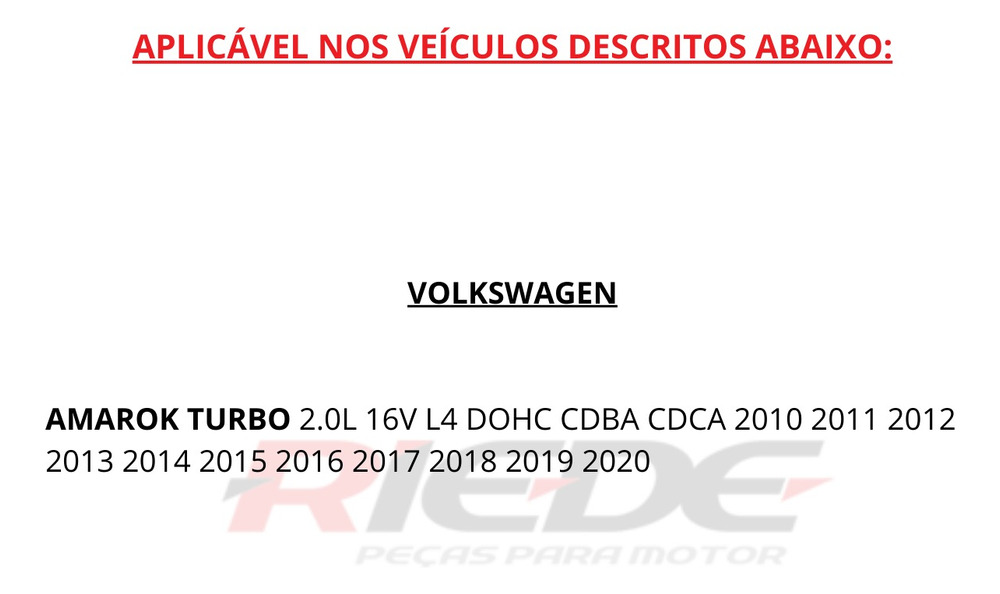 APLICÁVEL NOS VEÍCULOS DESCRITOS ABAIXO:
VOLKSWAGEN
AMAROK TURBO 2.0L 16V L4 DOHC CDBA CDCA 2010 2011 2012
2013 2014 2015 2016 2017 2018 2019 2020
RIEDE
PEÇAS PARA MOTOR